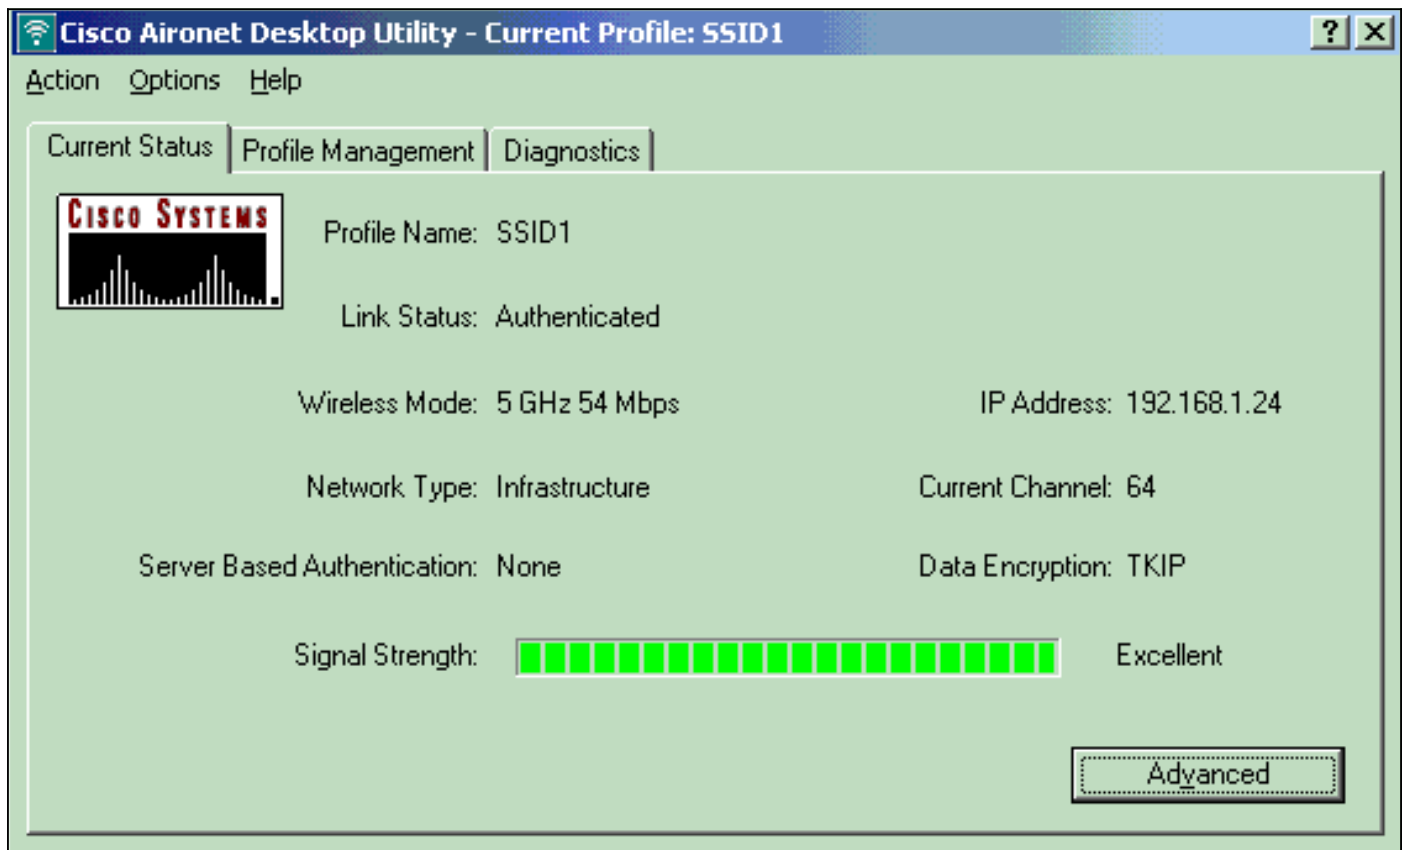 Cisco Aironet Desktop Utility - Current Profile: SSID1
Action Options Help
Current Status Profile Management Diagnostics
CISCO SYSTEMS
Profile Name: SSID1
Link Status: Authenticated
Wireless Mode: 5 GHz 54 Mbps IP Address: 192.168.1.24
Network Type: Infrastructure Current Channel: 64
Server Based Authentication: None Data Encryption: TKIP
Signal Strength: Excellent
Advanced